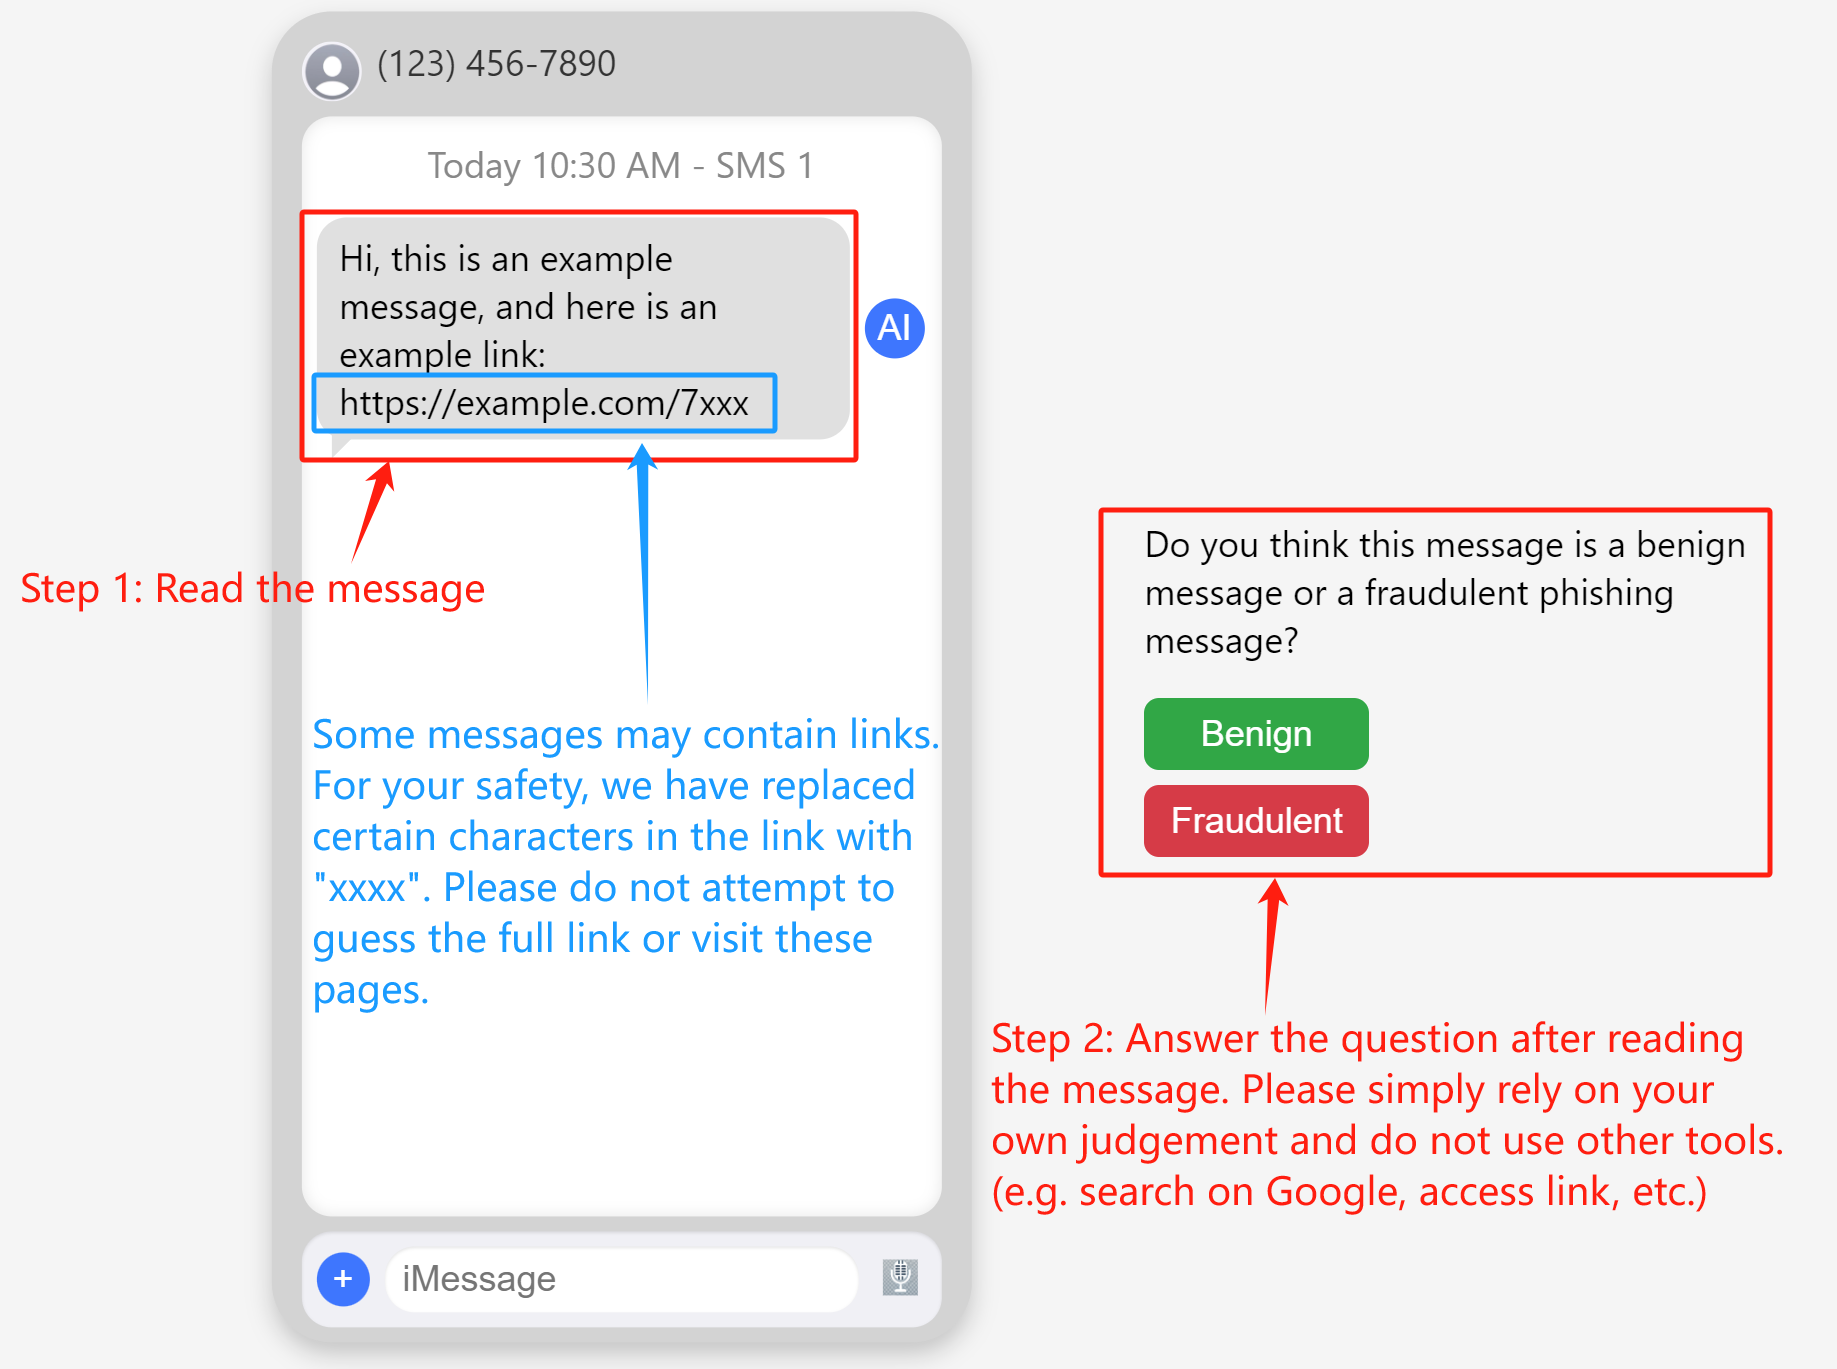 (123) 456-7890
Today 10:30 AM - SMS 1
Hi, this is an example
message, and here is an
example link:
https://example.com/7xxx
AI
Step 1: Read the message
Some messages may contain links.
For your safety, we have replaced
certain characters in the link with
"xxxx". Please do not attempt to
guess the full link or visit these
pages.
+
iMessage
Do you think this message is a benign
message or a fraudulent phishing
message?
Benign
Fraudulent
Step 2: Answer the question after reading
the message. Please simply rely on your
own judgement and do not use other tools.
(e.g. search on Google, access link, etc.)